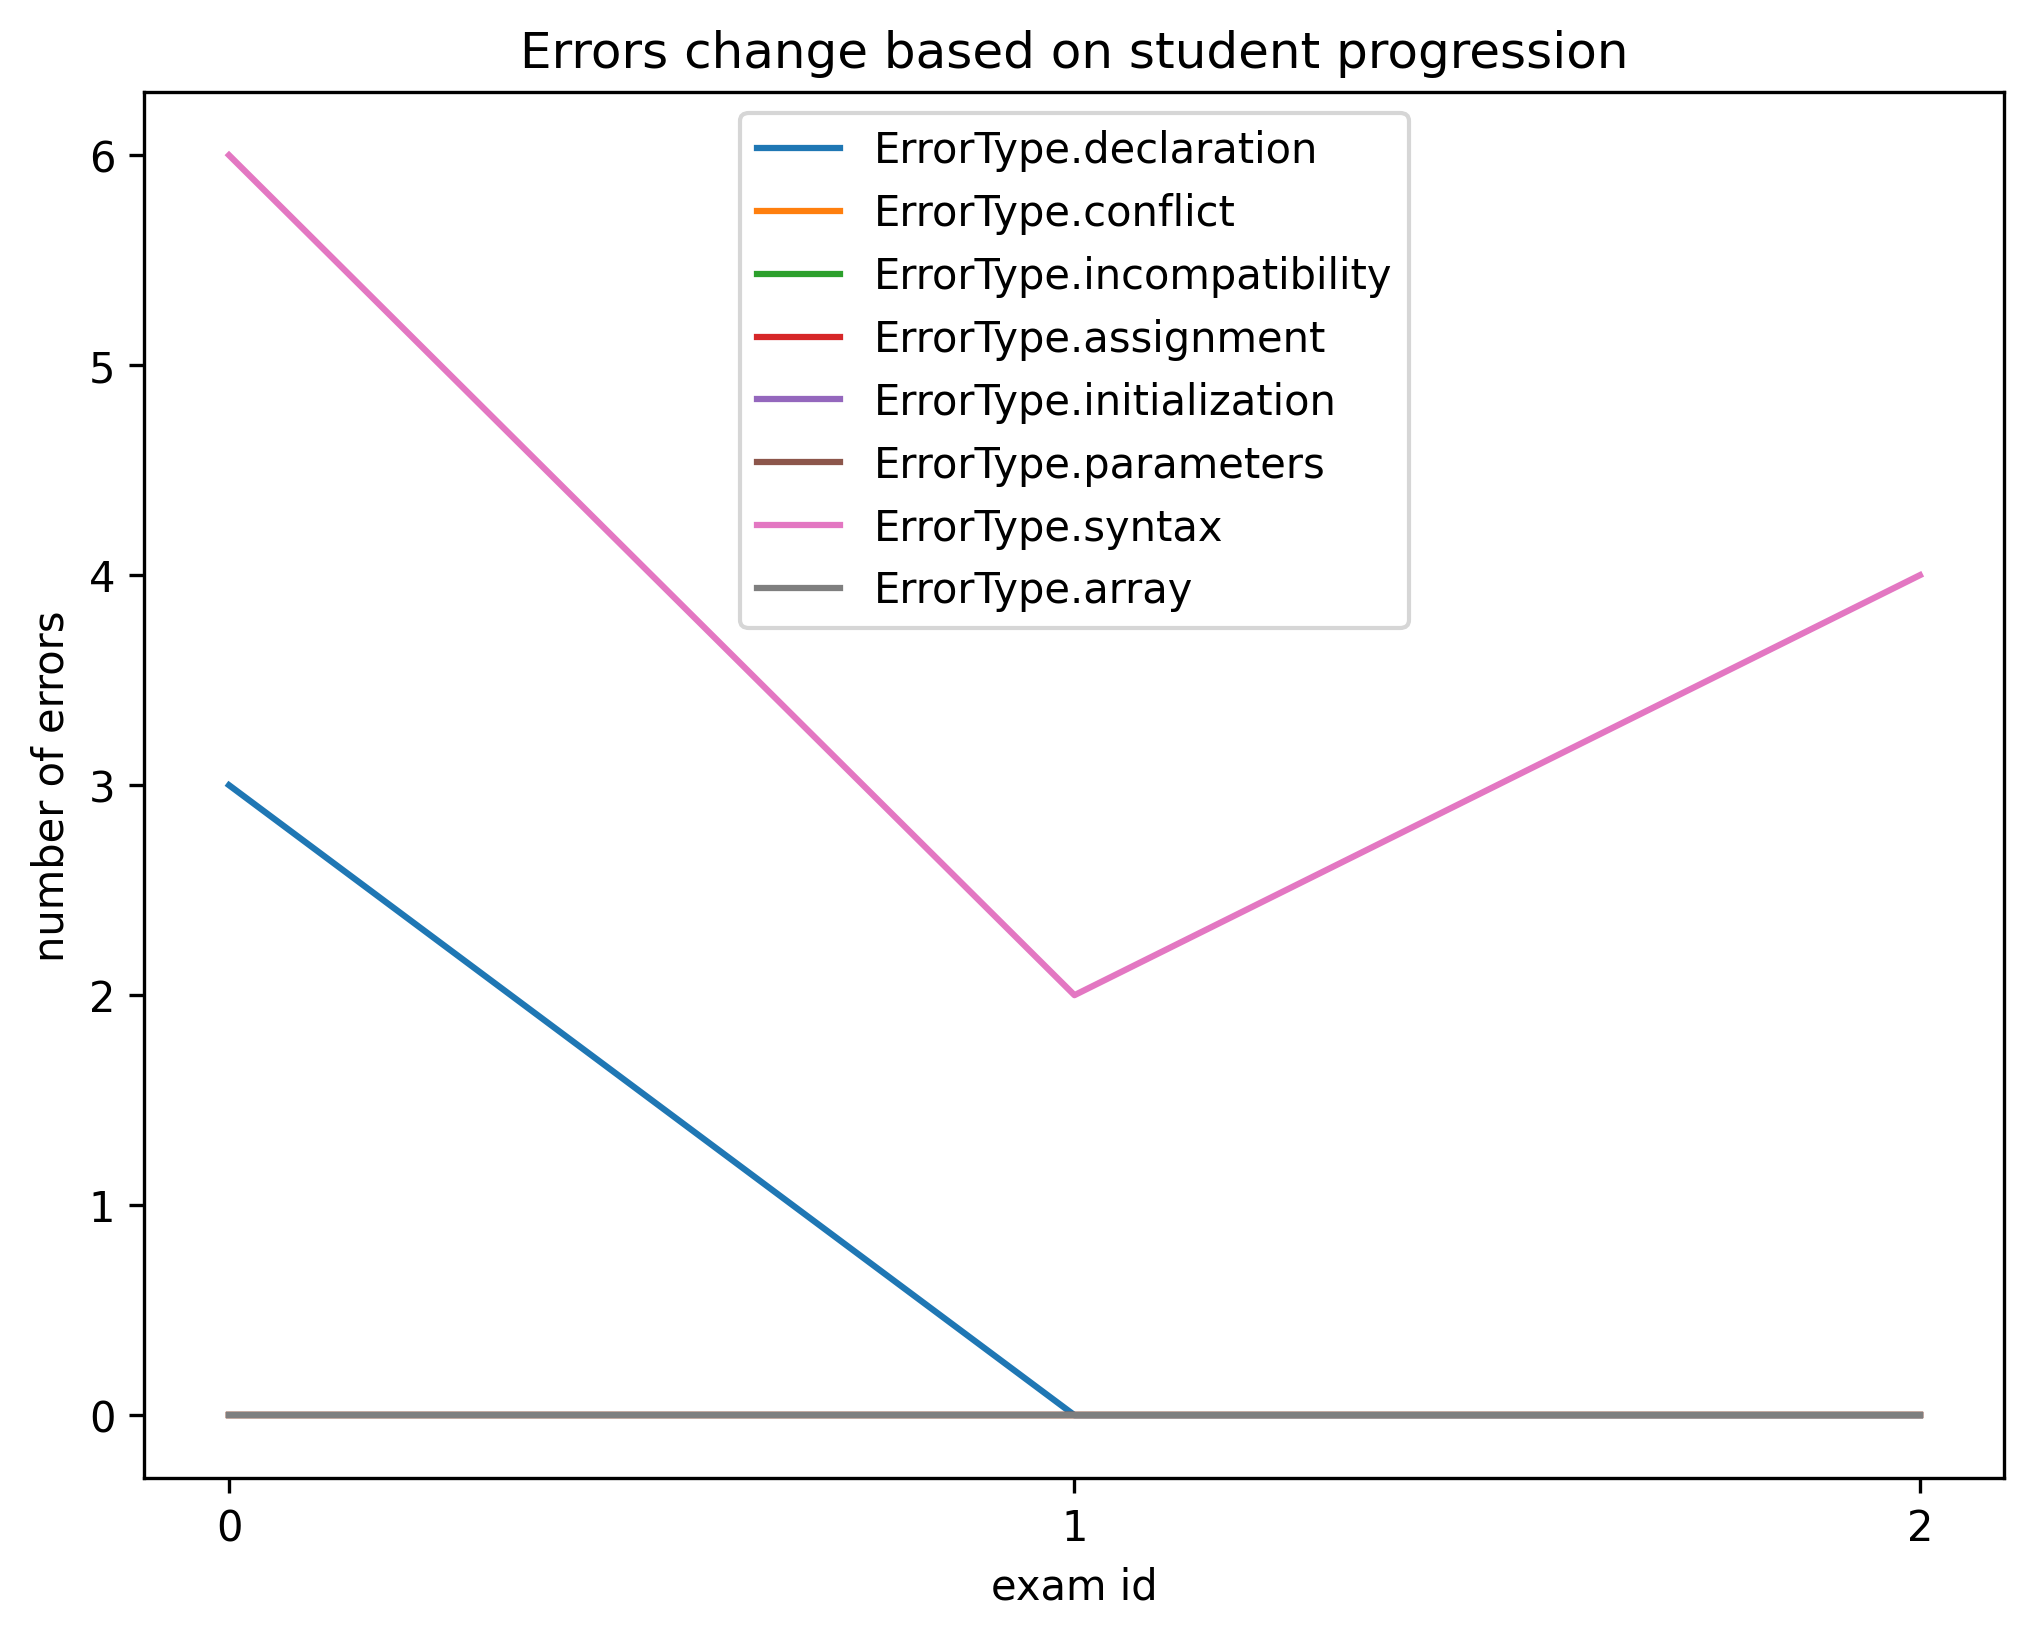 Errors change based on student progression
ErrorType.declaration
ErrorType.conflict
ErrorType.incompatibility
ErrorType.assignment
ErrorType.initialization
ErrorType.parameters
ErrorType.syntax
ErrorType.array
number of errors
6
5
4
3
2
1
0
0 1 2
exam id